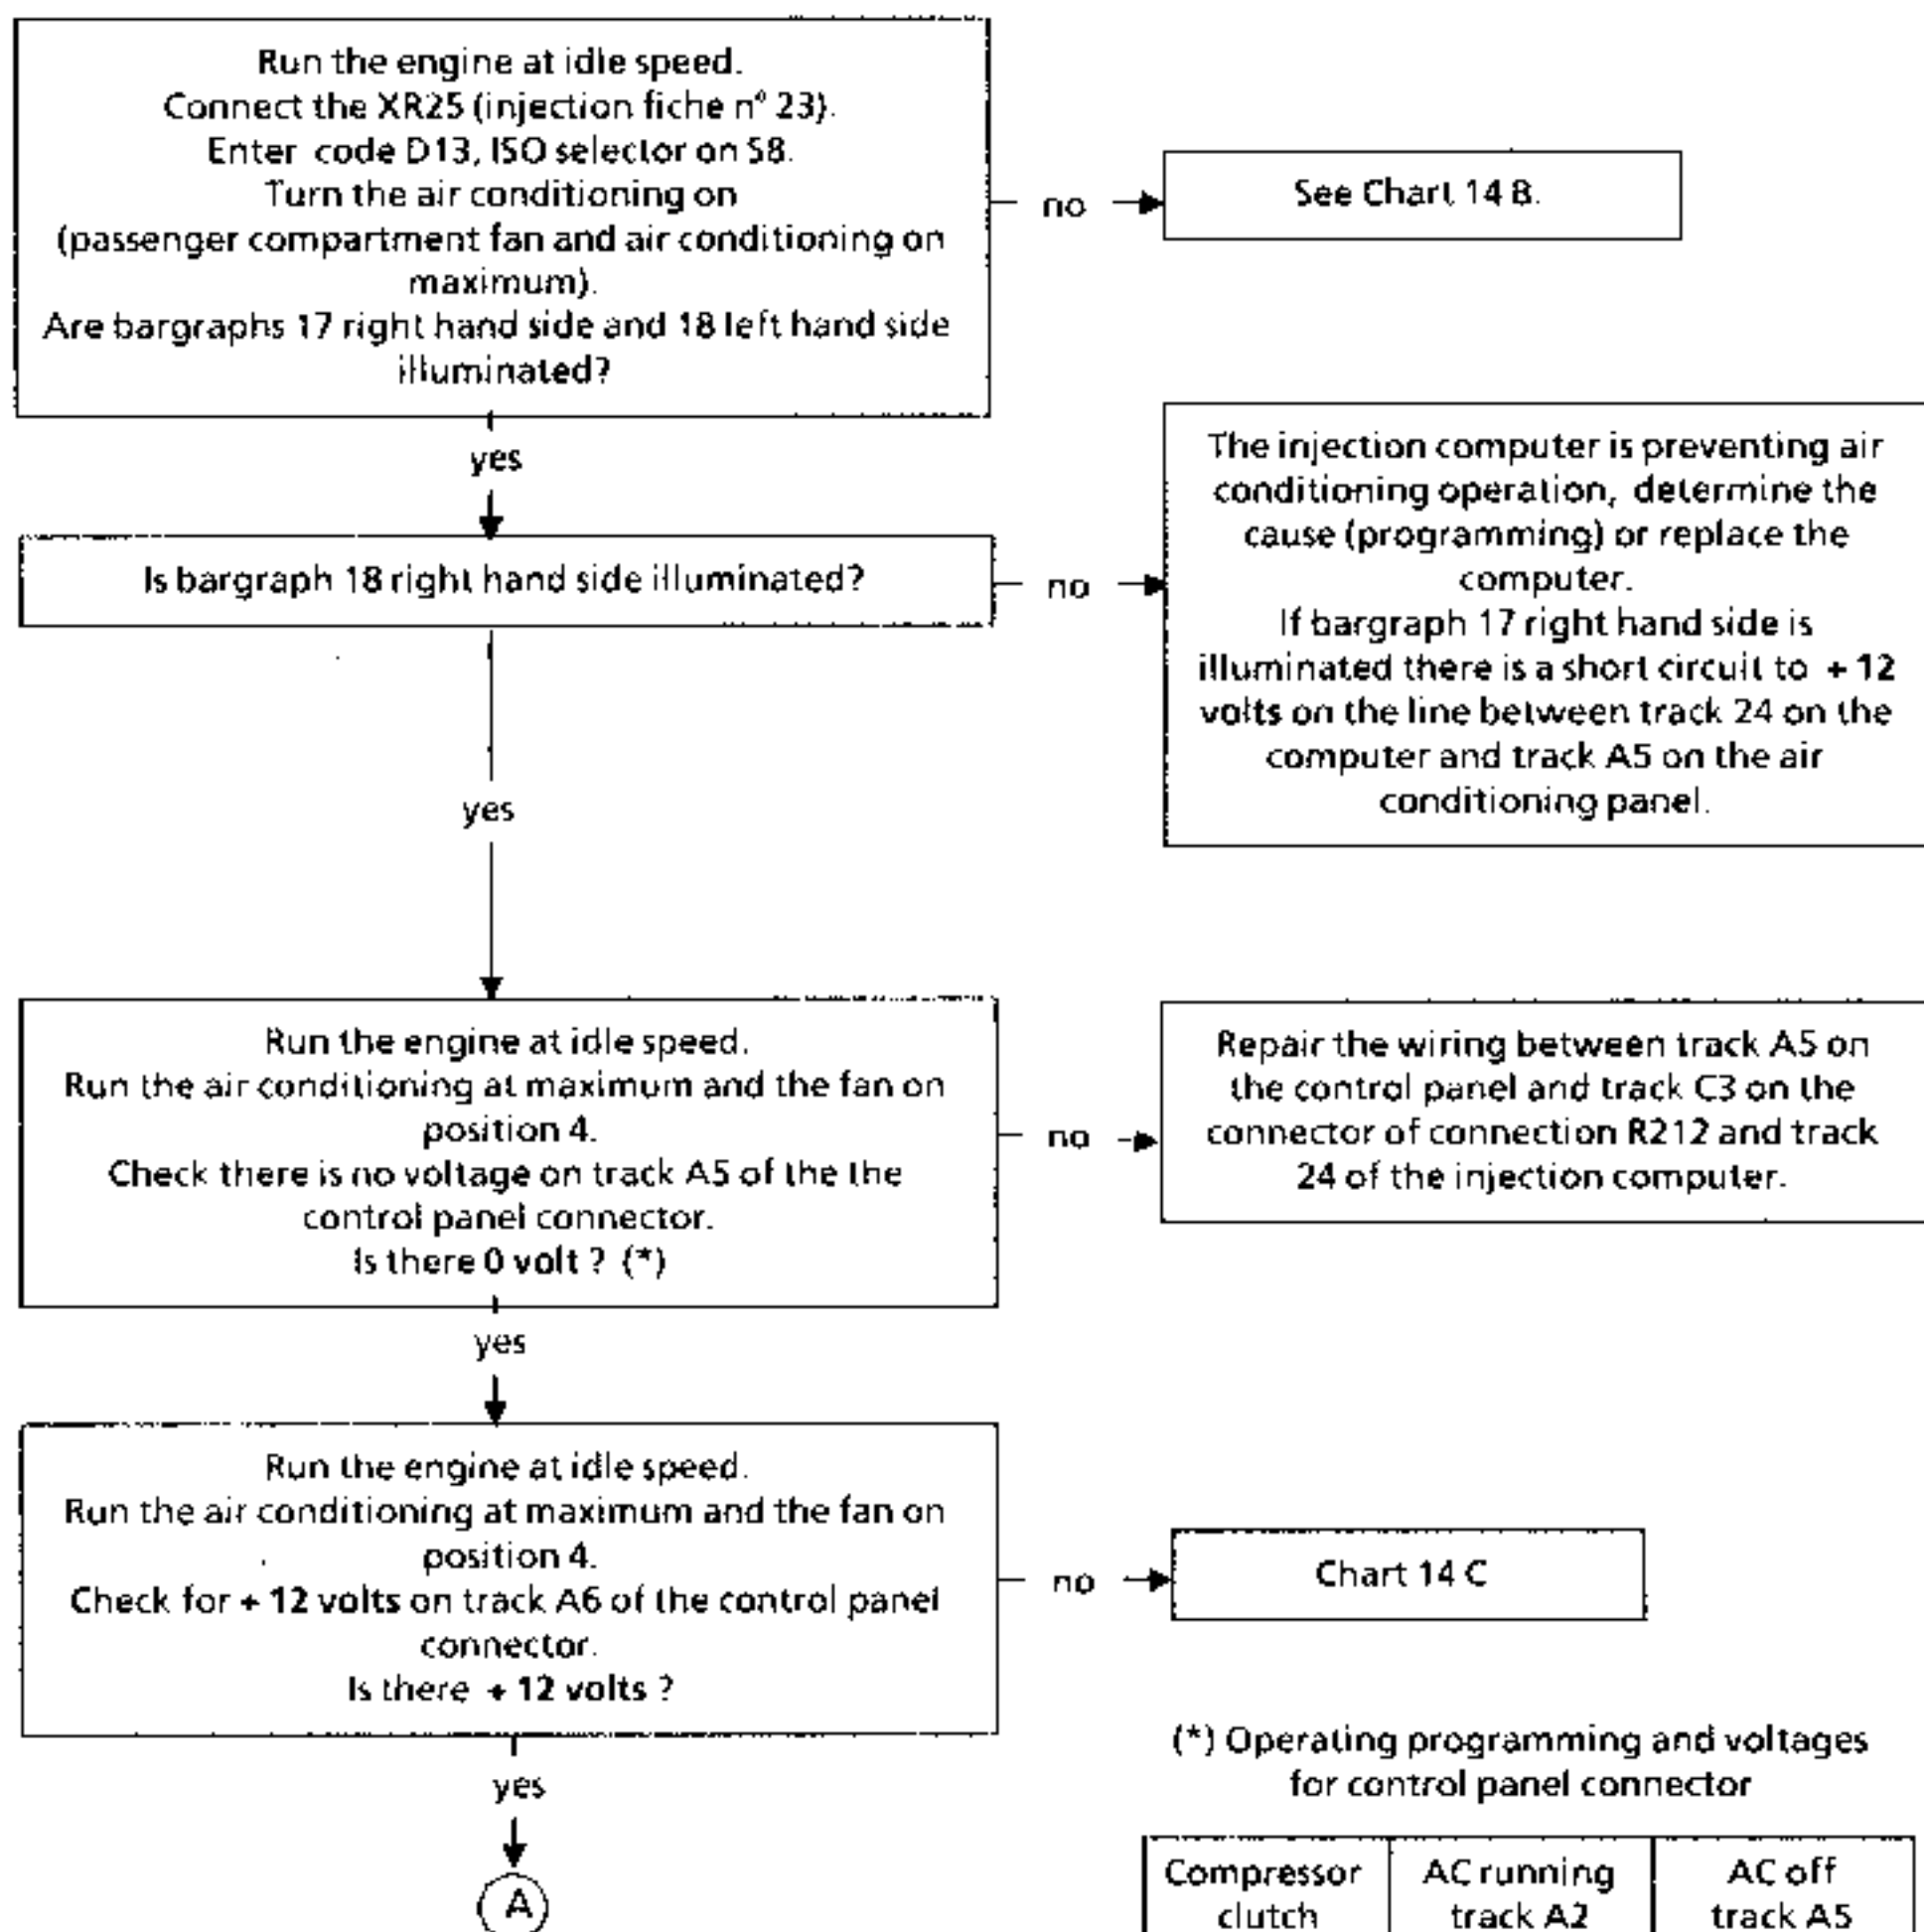 Run the engine at idle speed.
Connect the XR25 (injection fiche n° 23).
Enter code D13, ISO selector on S8.
Turn the air conditioning on
(passenger compartment fan and air conditioning on
maximum).
Are bargraphs 17 right hand side and 18 left hand side
illuminated?
no
See Chart 14 B.
yes
Is bargraph 18 right hand side illuminated?
no
The injection computer is preventing air
conditioning operation, determine the
cause (programming) or replace the
computer.
If bargraph 17 right hand side is
illuminated there is a short circuit to + 12
volts on the line between track 24 on the
computer and track A5 on the air
conditioning panel.
yes
Run the engine at idle speed.
Run the air conditioning at maximum and the fan on
position 4.
Check there is no voltage on track A5 of the the
control panel connector.
Is there 0 volt ? (*)
no
Repair the wiring between track A5 on
the control panel and track C3 on the
connector of connection R212 and track
24 of the injection computer.
yes
Run the engine at idle speed.
Run the air conditioning at maximum and the fan on
position 4.
Check for + 12 volts on track A6 of the control panel
connector.
Is there + 12 volts ?
no
Chart 14 C
yes
A
(*) Operating programming and voltages
for control panel connector
Compressor
clutch
AC running
track A2
AC off
track A5